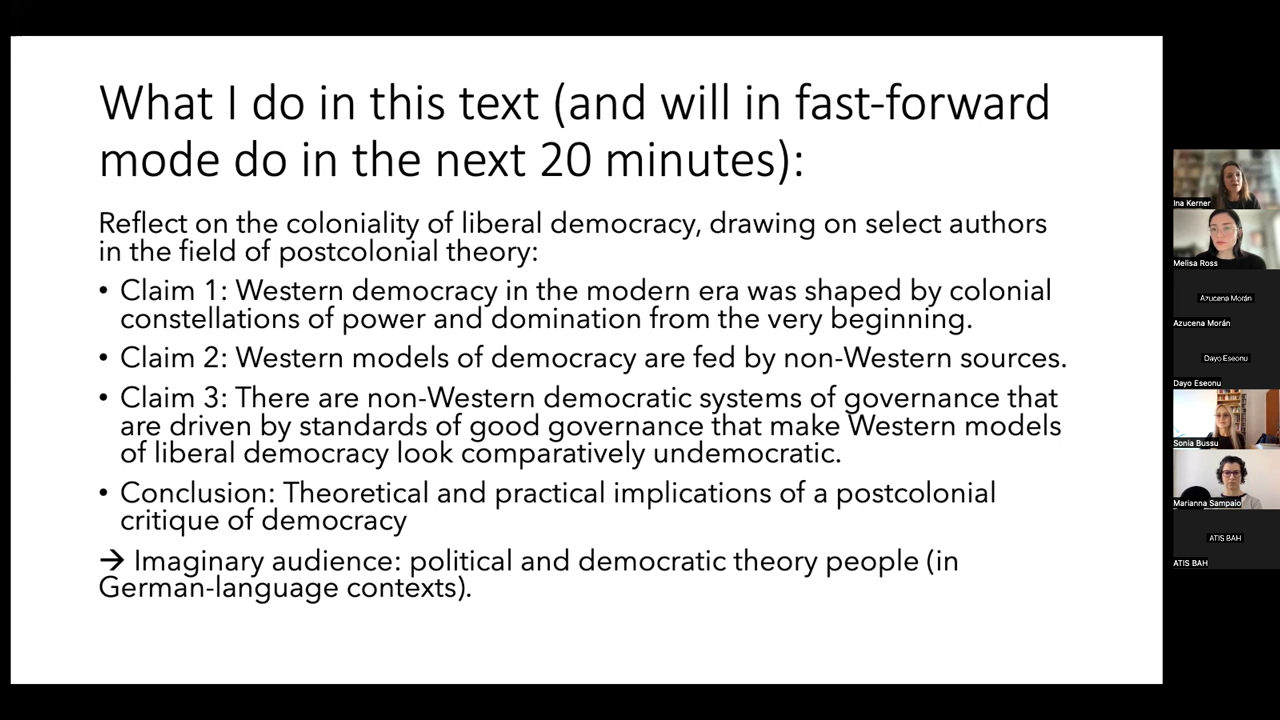 What I do in this text (and will in fast-forward
mode do in the next 20 minutes):
Reflect on the coloniality of liberal democracy, drawing on select authors
in the field of postcolonial theory:
• Claim 1: Western democracy in the modern era was shaped by colonial
constellations of power and domination from the very beginning.
• Claim 2: Western models of democracy are fed by non-Western sources.
• Claim 3: There are non-Western democratic systems of governance that
are driven by standards of good governance that make Western models
of liberal democracy look comparatively undemocratic.
• Conclusion: Theoretical and practical implications of a postcolonial
critique of democracy
→ Imaginary audience: political and democratic theory people (in
German-language contexts).
Ina Kerner
Melisa Ross
Azucena Morán
Azucena Morán
Dayo Eseonu
Dayo Eseonu
Sonia Bussu
Marianna Sampaio
ATIS BAH
ATIS BAH